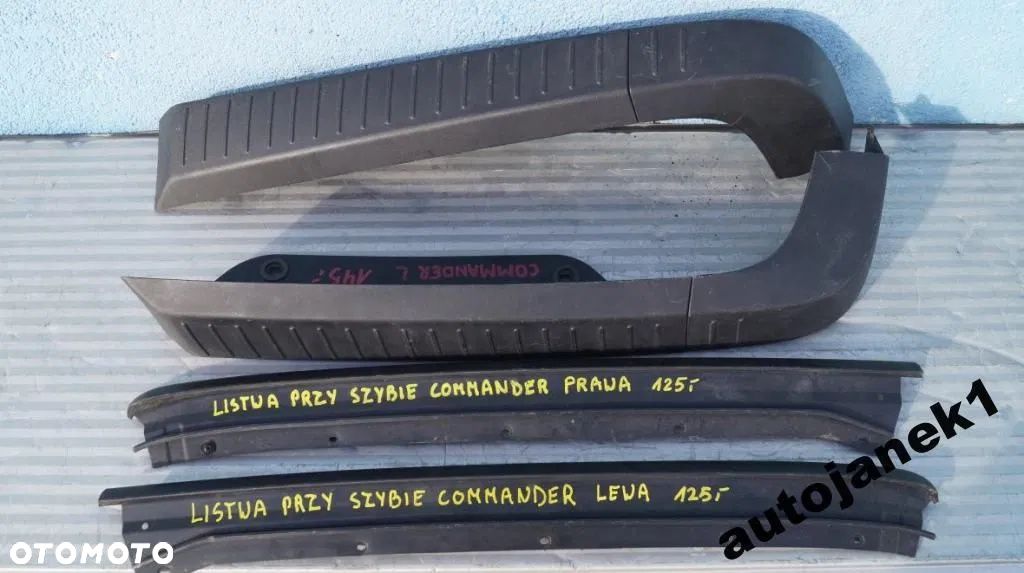 COMMANDER L 145,-
LISTWA PRZY SZYBIE COMMANDER PRAWA 125,-
LISTWA PRZY SZYBIE COMMANDER LEWA 125,-
autojanek1
OTOMOTO